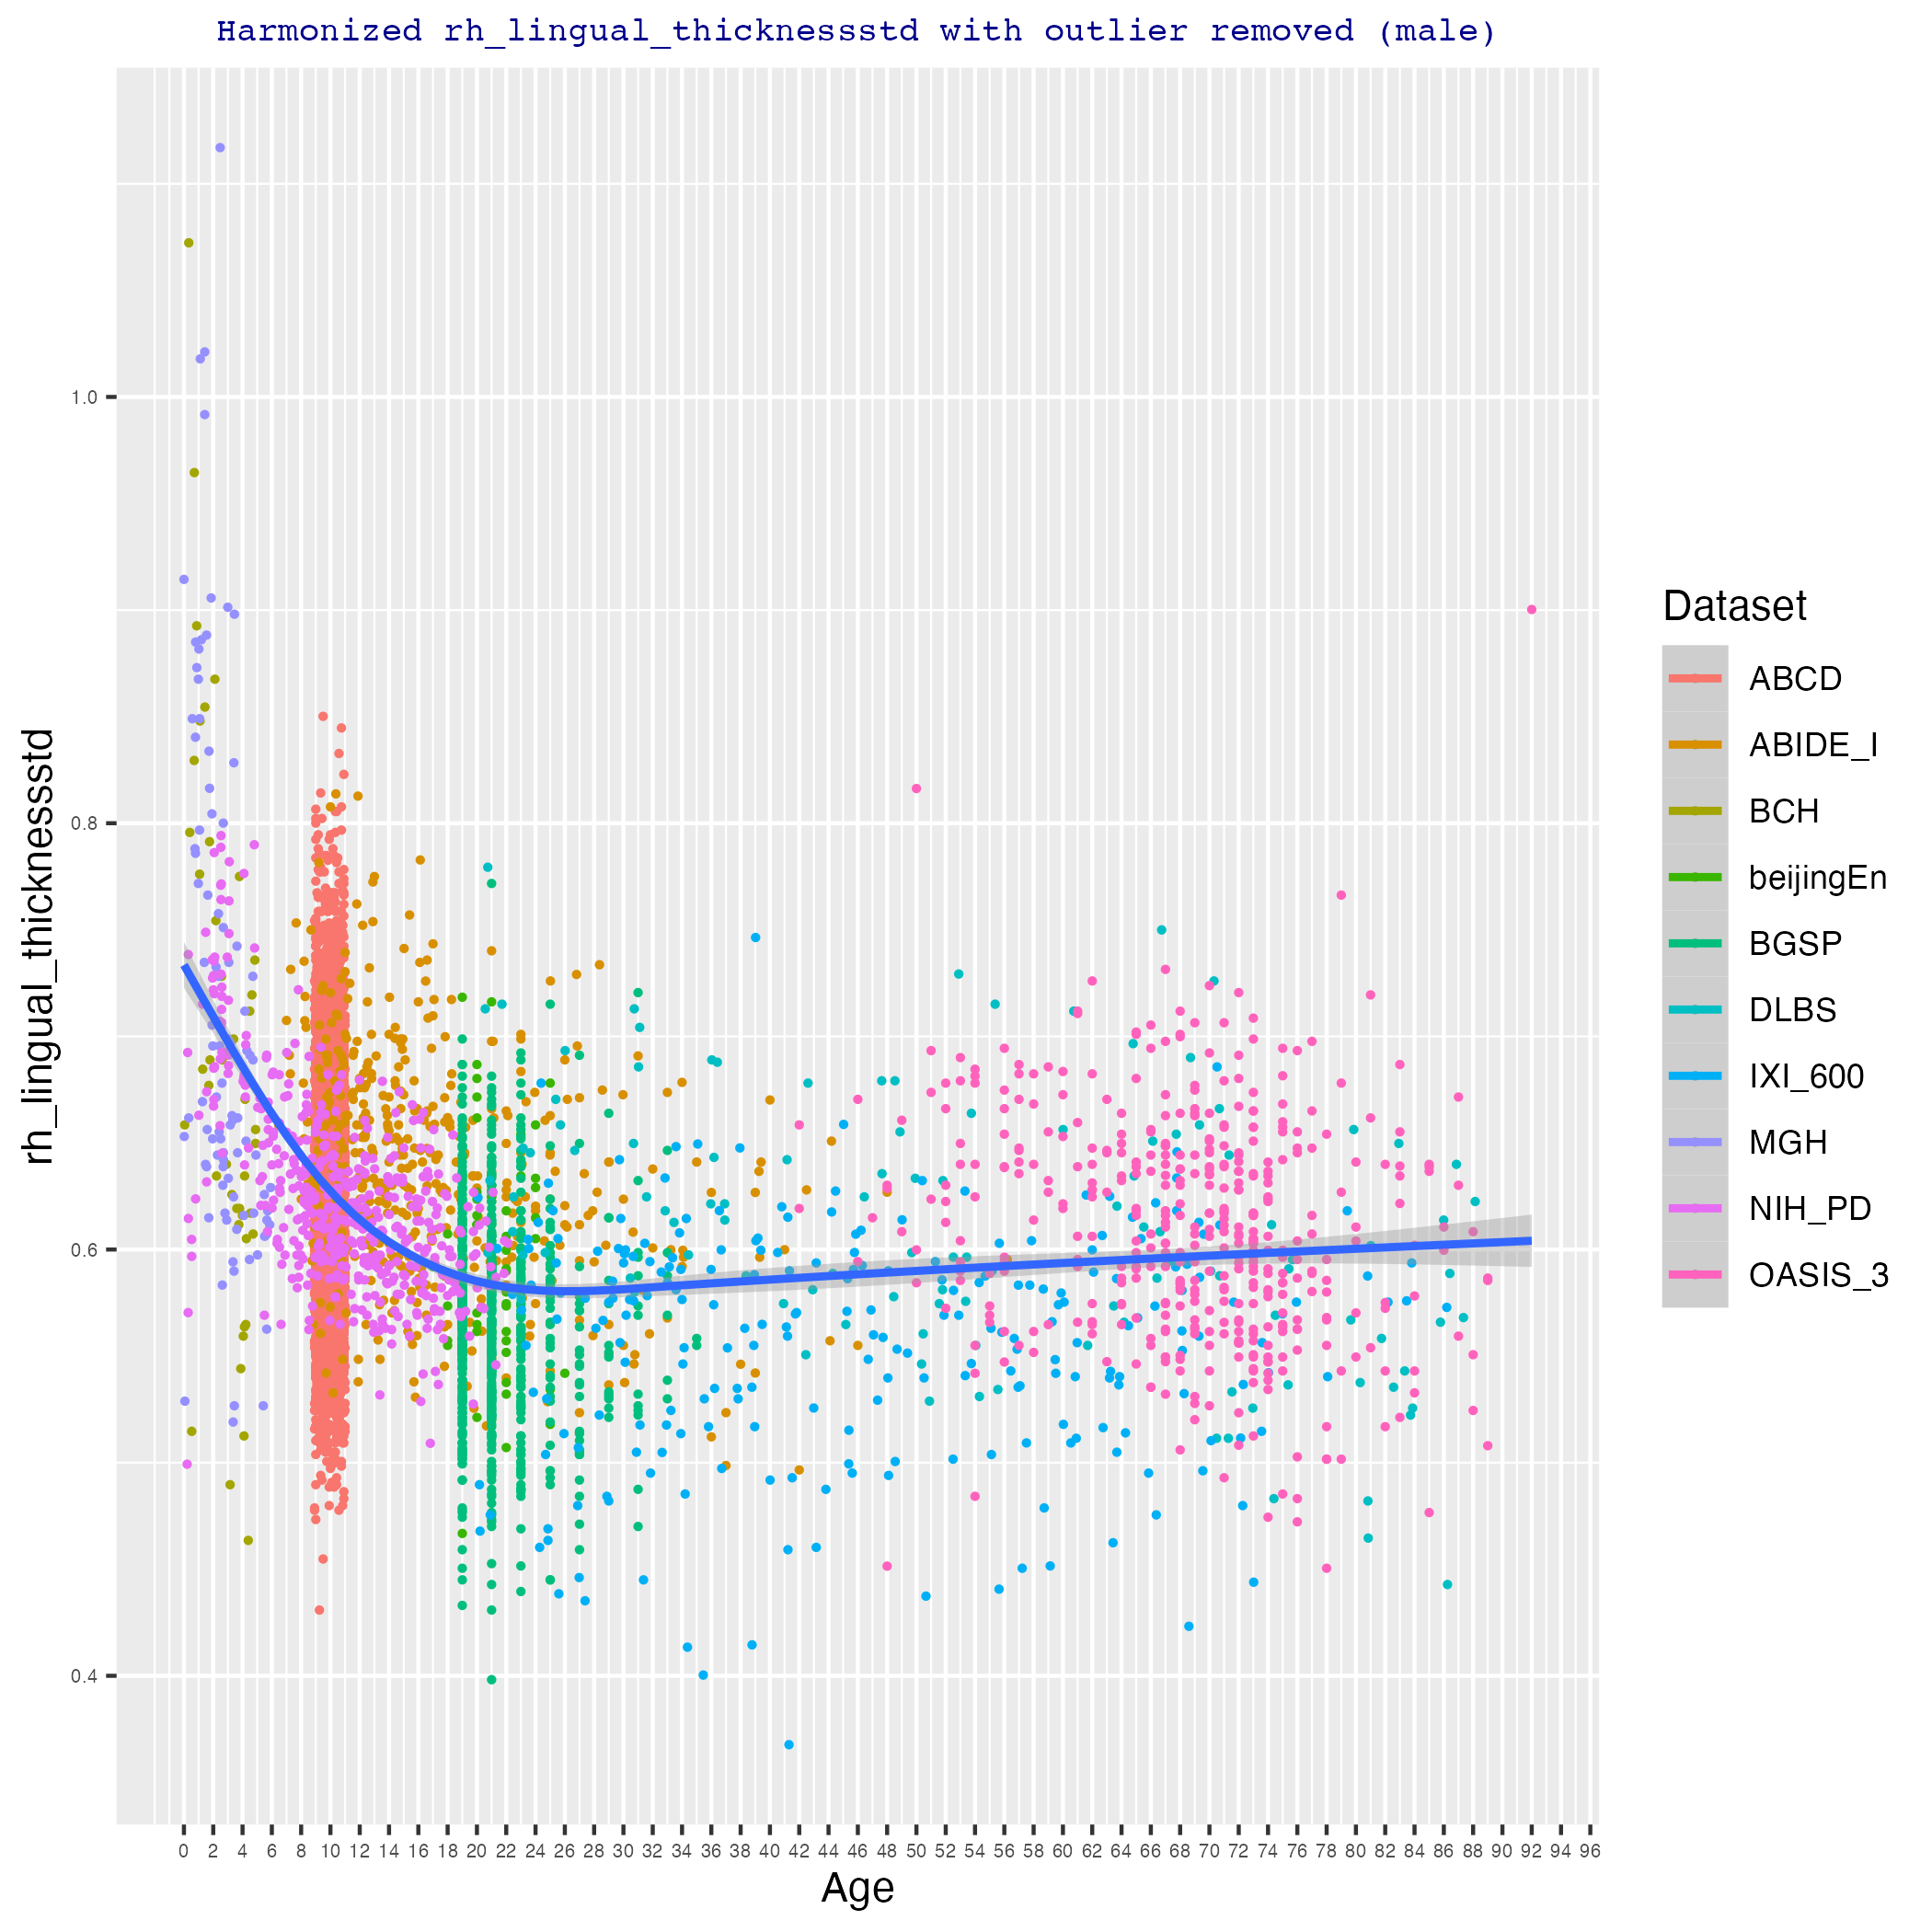 Harmonized rh_lingual_thicknessstd with outlier removed (male)
rh_lingual_thicknessstd
1.0
0.8
0.6
0.4
0 2 4 6 8 10 12 14 16 18 20 22 24 26 28 30 32 34 36 38 40 42 44 46 48 50 52 54 56 58 60 62 64 66 68 70 72 74 76 78 80 82 84 86 88 90 92 94 96
Age
Dataset
ABCD
ABIDE_I
BCH
beijingEn
BGSP
DLBS
IXI_600
MGH
NIH_PD
OASIS_3